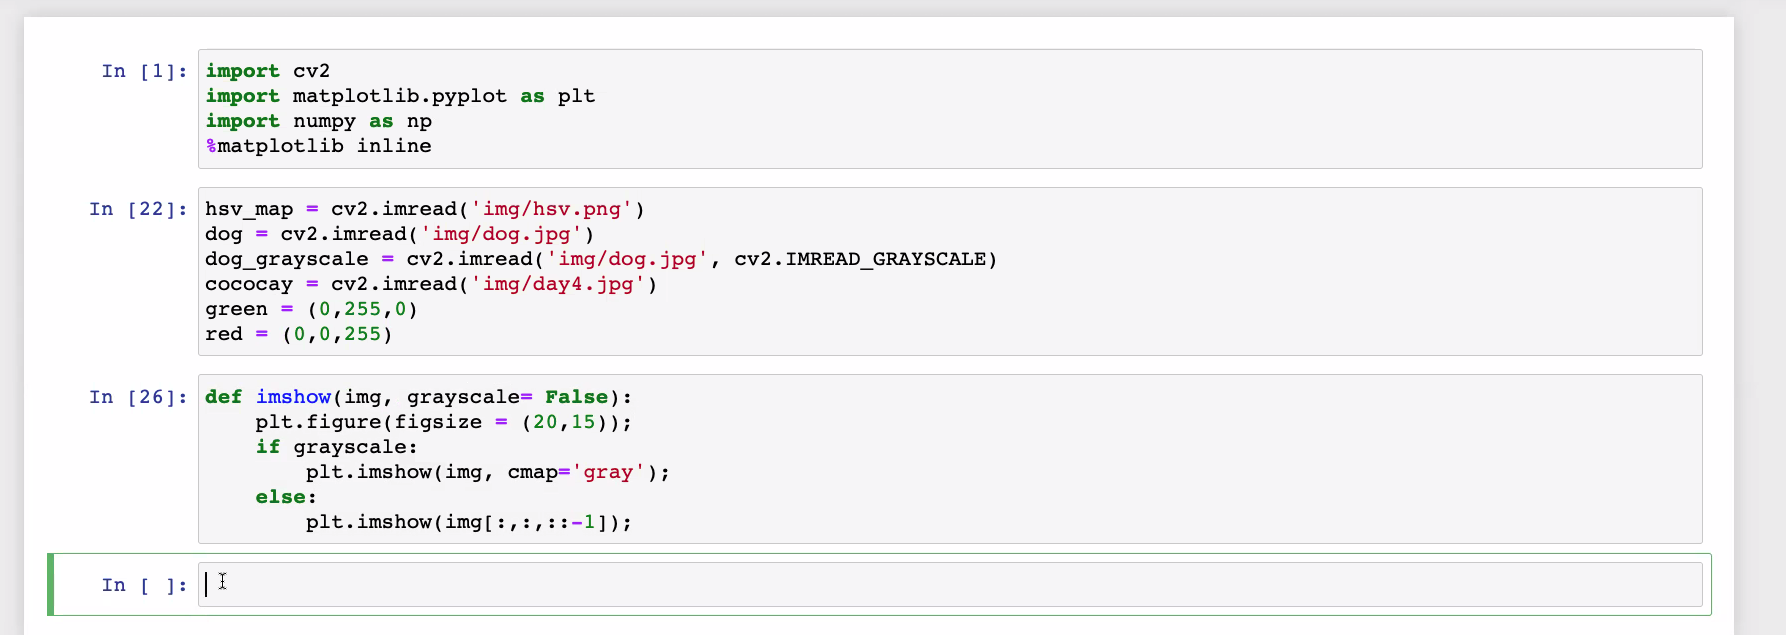 In [1]:
import cv2
import matplotlib.pyplot as plt
import numpy as np
%matplotlib inline
In [22]:
hsv_map = cv2.imread('img/hsv.png')
dog = cv2.imread('img/dog.jpg')
dog_grayscale = cv2.imread('img/dog.jpg', cv2.IMREAD_GRAYSCALE)
cococay = cv2.imread('img/day4.jpg')
green = (0,255,0)
red = (0,0,255)
In [26]:
def imshow(img, grayscale= False):
    plt.figure(figsize = (20,15));
    if grayscale:
        plt.imshow(img, cmap='gray');
    else:
        plt.imshow(img[:,:,::-1]);
In [ ]: